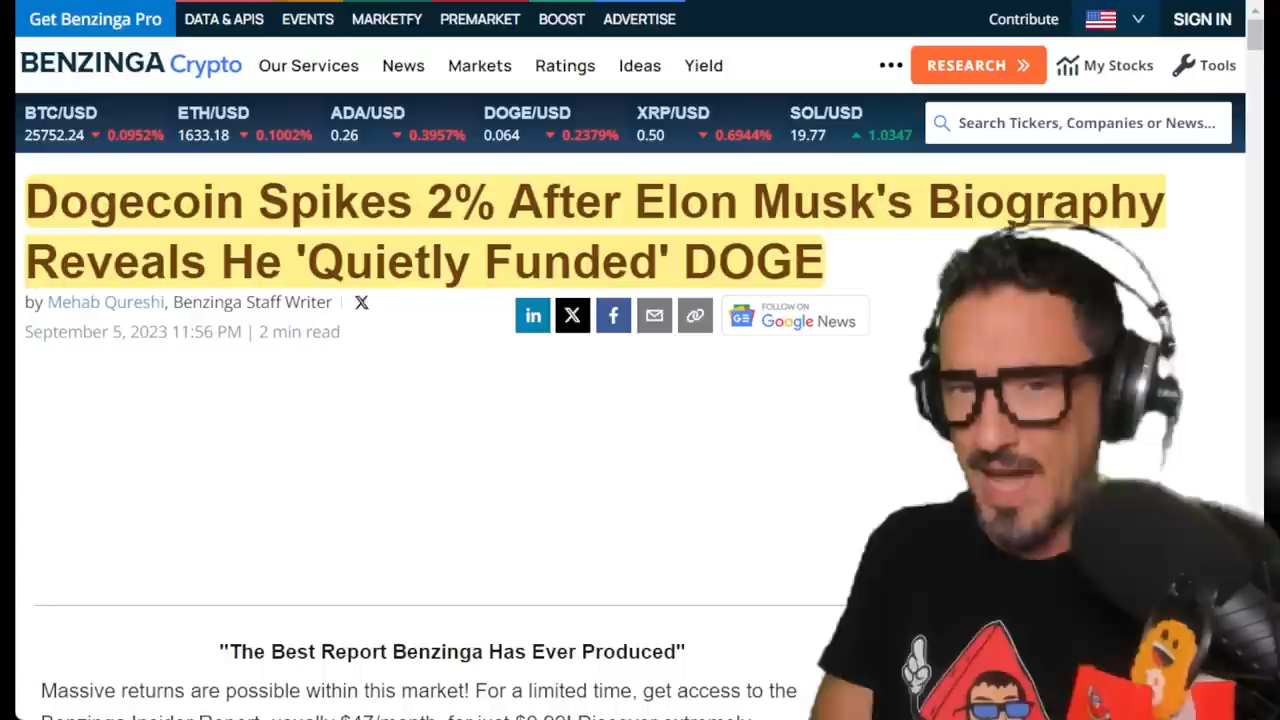 Get Benzinga Pro DATA & APIS EVENTS MARKETFY PREMARKET BOOST ADVERTISE Contribute SIGN IN
BENZINGA Crypto Our Services News Markets Ratings Ideas Yield ••• RESEARCH My Stocks Tools
BTC/USD ETH/USD ADA/USD DOGE/USD XRP/USD SOL/USD
25752.24 ▼ 0.0952% 1633.18 ▼ 0.1002% 0.26 ▼ 0.3957% 0.064 ▼ 0.2379% 0.50 ▼ 0.6944% 19.77 ▲ 1.0347
Search Tickers, Companies or News...
Dogecoin Spikes 2% After Elon Musk's Biography
Reveals He 'Quietly Funded' DOGE
by Mehab Qureshi, Benzinga Staff Writer
September 5, 2023 11:56 PM | 2 min read
FOLLOW ON
Google News
"The Best Report Benzinga Has Ever Produced"
Massive returns are possible within this market! For a limited time, get access to the
Benzinga Insider Report, usually $47/month, for just $0.99! Discover extremely